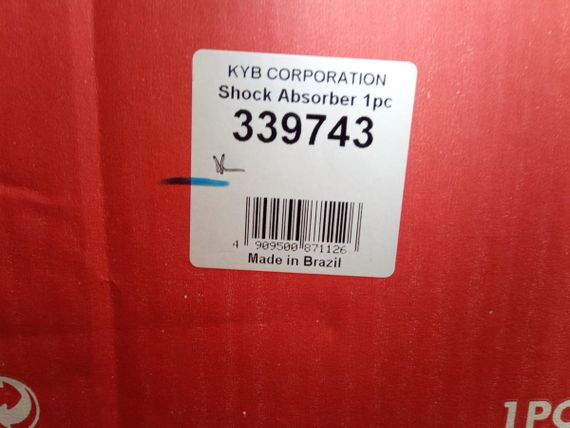 KYB CORPORATION
Shock Absorber 1pc
339743
4 909500 871126
Made in Brazil
1PC